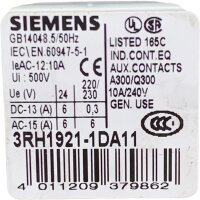 SIEMENS
GB14048.5/50Hz
IEC\EN.60947-5-1
IeAC-12:10A
Ui : 500V
LISTED 165C
IND.CONT.EQ
AUX.CONTACTS
A300/Q300
10A/240V
GEN. USE
Ue (V) 24 220/230
DC-13 (A) 6 0,3
AC-15 (A) 6 6
3RH1921-1DA11
4 011209 379862